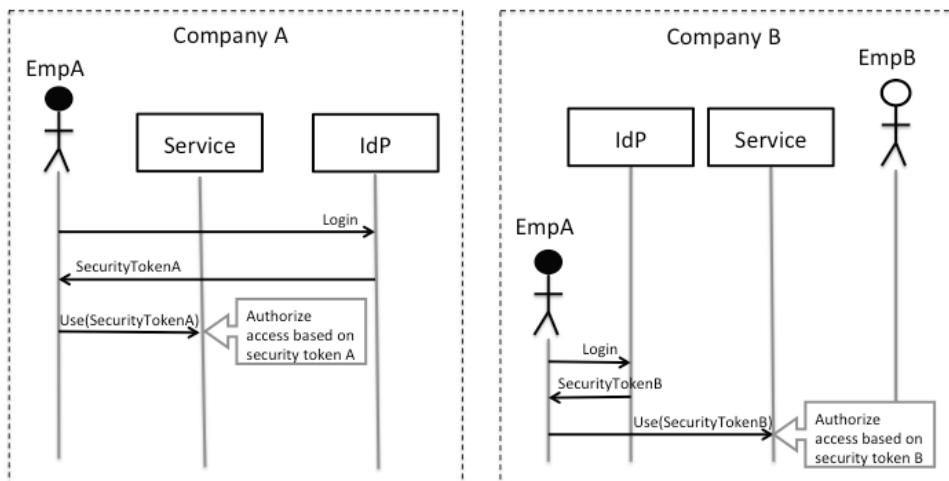 Company A
EmpA
Service
IdP
Login
SecurityTokenA
Use(SecurityTokenA)
Authorize
access based on
security token A
Company B
EmpB
IdP
Service
EmpA
Login
SecurityTokenB
Use(SecurityTokenB)
Authorize
access based on
security token B